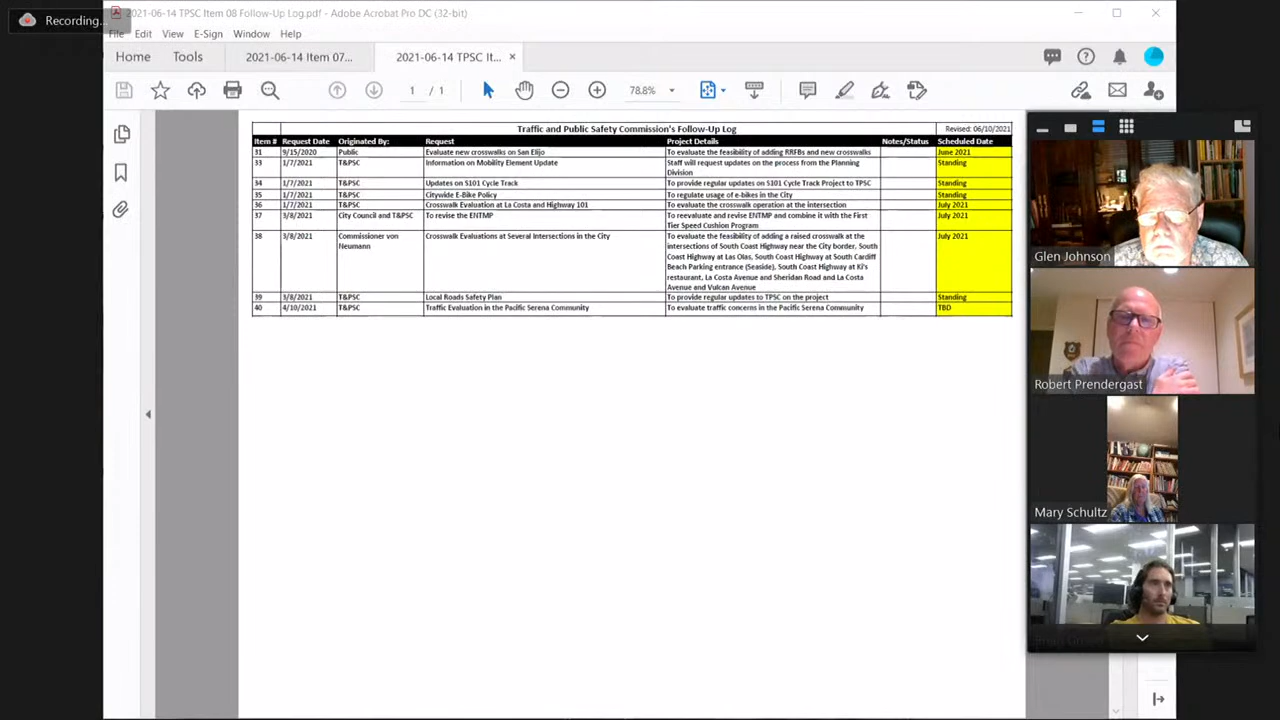 Recording...
2021-06-14 TPSC Item 08 Follow-Up Log.pdf - Adobe Acrobat Pro DC (32-bit)
File Edit View E-Sign Window Help
Home Tools 2021-06-14 Item 07... 2021-06-14 TPSC It... ×
1 / 1 78.8%
Traffic and Public Safety Commission's Follow-Up Log Revised: 06/10/2021
Item # Request Date Originated By: Request Project Details Notes/Status Scheduled Date
31 9/15/2020 Public Evaluate new crosswalks on San Elijo To evaluate the feasibility of adding RRFBs and new crosswalks June 2021
33 1/7/2021 T&PSC Information on Mobility Element Update Staff will request updates on the process from the Planning Standing
Division
34 1/7/2021 T&PSC Updates on S101 Cycle Track To provide regular updates on S101 Cycle Track Project to TPSC Standing
35 1/7/2021 T&PSC Citywide E-Bike Policy To regulate usage of e-bikes in the City Standing
36 1/7/2021 T&PSC Crosswalk Evaluation at La Costa and Highway 101 To evaluate the crosswalk operation at the intersection July 2021
37 3/8/2021 City Council and T&PSC To revise the ENTMP To reevaluate and revise ENTMP and combine it with the First July 2021
Tier Speed Cushion Program
38 3/8/2021 Commissioner von Crosswalk Evaluations at Several Intersections in the City To evaluate the feasibility of adding a raised crosswalk at the July 2021
Neumann intersections of South Coast Highway near the City border, South
Coast Highway at Las Olas, South Coast Highway at South Cardiff
Beach Parking entrance (Seaside), South Coast Highway at Ki's
restaurant, La Costa Avenue and Sheridan Road and La Costa
Avenue and Vulcan Avenue
39 3/8/2021 T&PSC Local Roads Safety Plan To provide regular updates to TPSC on the project Standing
40 4/10/2021 T&PSC Traffic Evaluation in the Pacific Serena Community To evaluate traffic concerns in the Pacific Serena Community TBD
Glen Johnson
Robert Prendergast
Mary Schultz